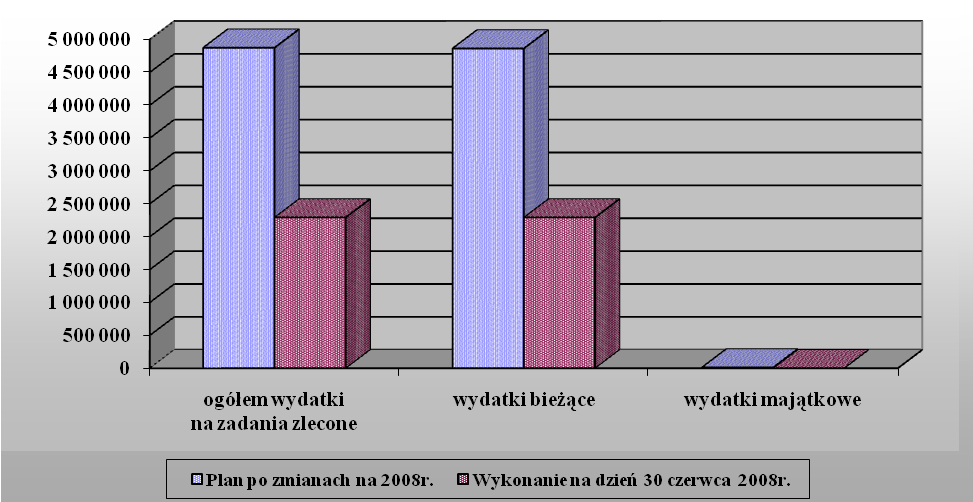 5 000 000
4 500 000
4 000 000
3 500 000
3 000 000
2 500 000
2 000 000
1 500 000
1 000 000
500 000
0
ogółem wydatki
na zadania zlecone
wydatki bieżące
wydatki majątkowe
Plan po zmianach na 2008r.
Wykonanie na dzień 30 czerwca 2008r.